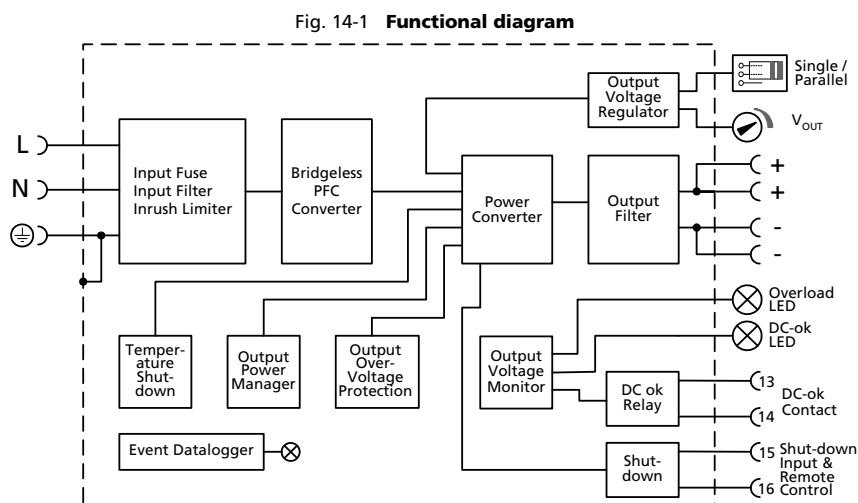 Fig. 14-1 Functional diagram
Single /
Parallel
Output
Voltage
Regulator
V_OUT
L
N
Input Fuse
Input Filter
Inrush Limiter
Bridgeless
PFC
Converter
Power
Converter
Output
Filter
+
+
-
-
Overload
LED
DC-ok
LED
Temper-
ature
Shut-
down
Output
Power
Manager
Output
Over-
Voltage
Protection
Output
Voltage
Monitor
DC ok
Relay
13
14
DC-ok
Contact
Event Datalogger
Shut-
down
15
16
Shut-down
Input &
Remote
Control